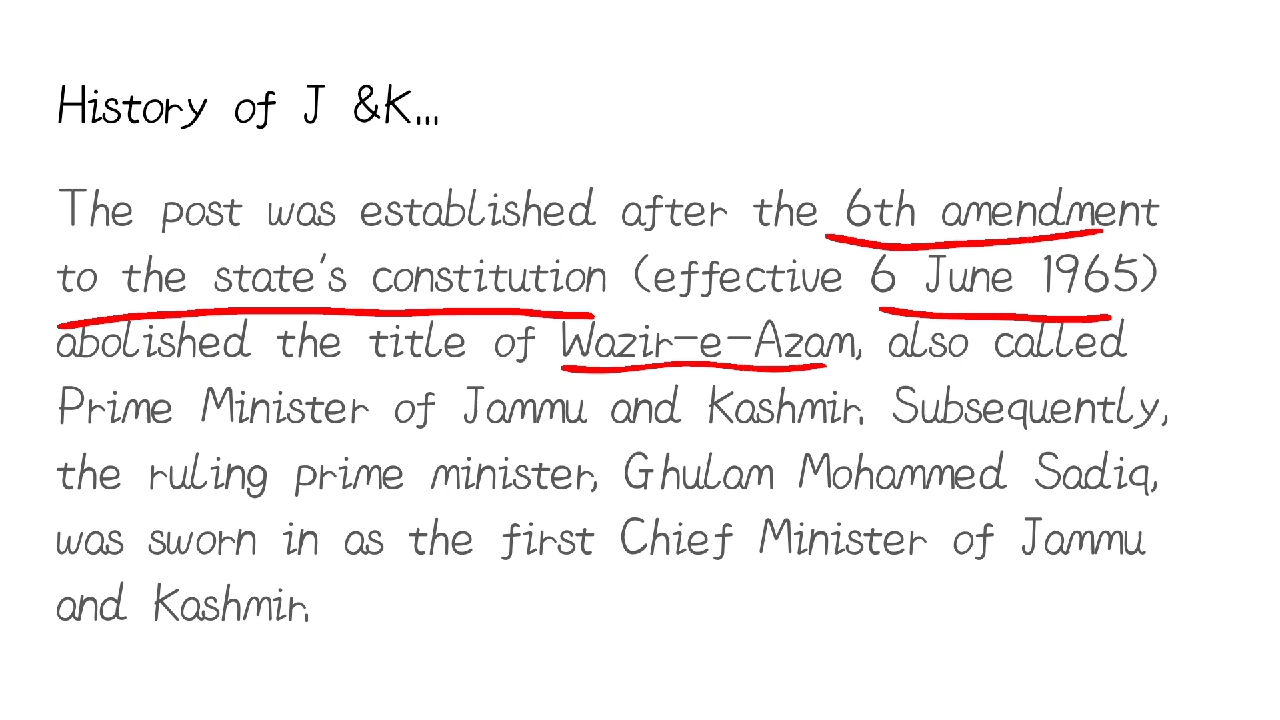 History of J &K...
The post was established after the 6th amendment
to the state's constitution (effective 6 June 1965)
abolished the title of Wazir-e-Azam, also called
Prime Minister of Jammu and Kashmir. Subsequently,
the ruling prime minister, Ghulam Mohammed Sadiq,
was sworn in as the first Chief Minister of Jammu
and Kashmir.